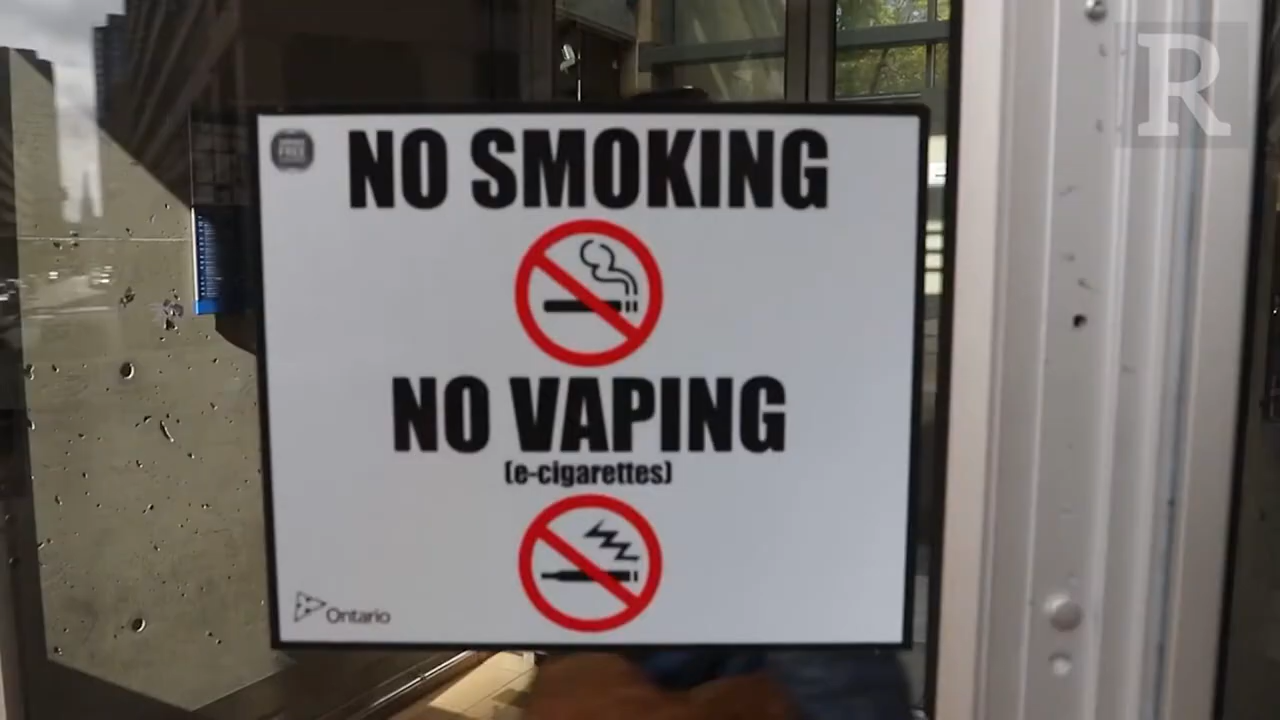 NO SMOKING
NO VAPING
(e-cigarettes)
Ontario
R